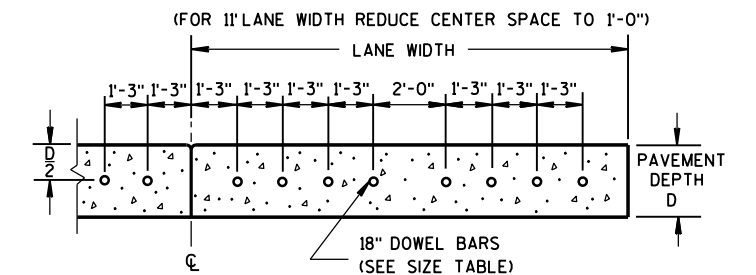 (FOR 11' LANE WIDTH REDUCE CENTER SPACE TO 1'-0")
LANE WIDTH
1'-3" 1'-3" 1'-3" 1'-3" 1'-3" 1'-3" 2'-0" 1'-3" 1'-3" 1'-3"
D
2
PAVEMENT
DEPTH
D
18" DOWEL BARS
(SEE SIZE TABLE)
℄